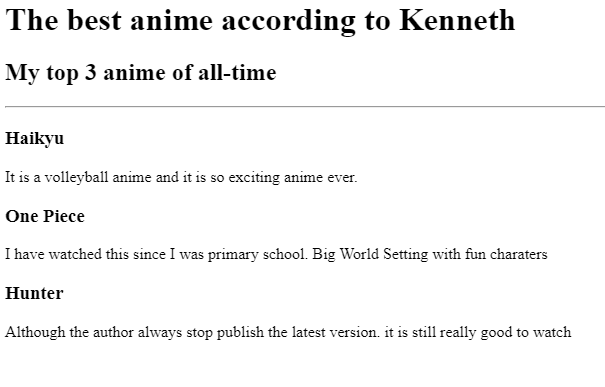 The best anime according to Kenneth
My top 3 anime of all-time
Haikyu
It is a volleyball anime and it is so exciting anime ever.
One Piece
I have watched this since I was primary school. Big World Setting with fun charaters
Hunter
Although the author always stop publish the latest version. it is still really good to watch